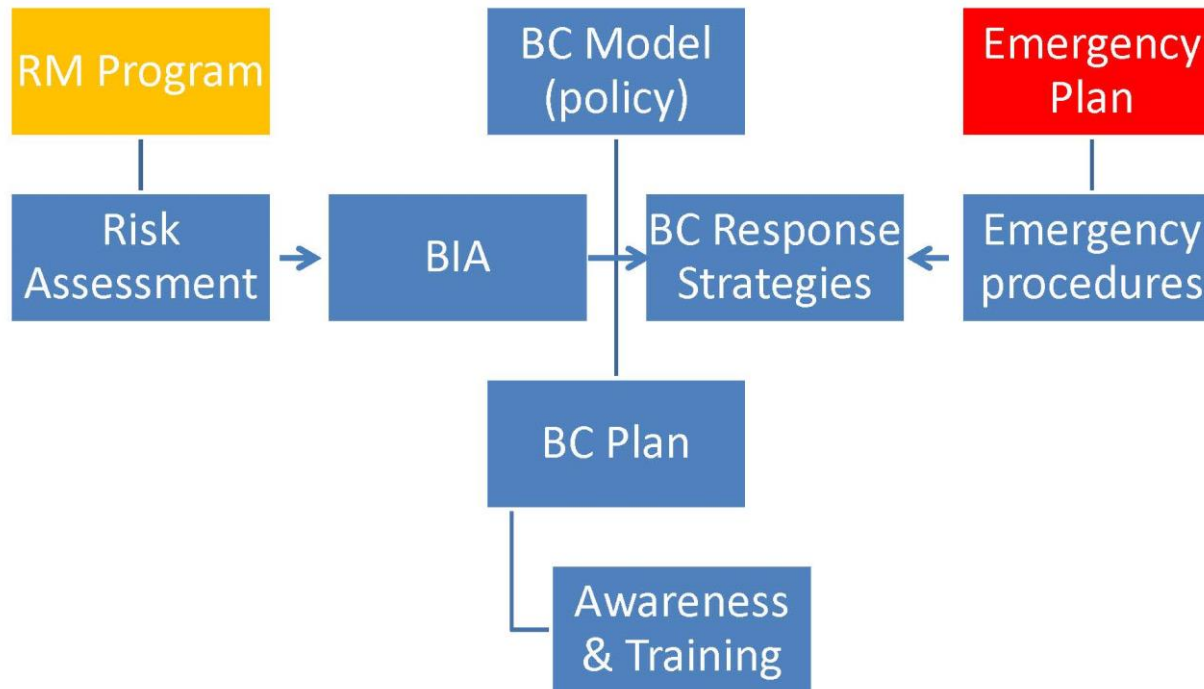 RM Program
BC Model
(policy)
Emergency
Plan
Risk
Assessment
BIA
BC Response
Strategies
Emergency
procedures
BC Plan
Awareness
& Training